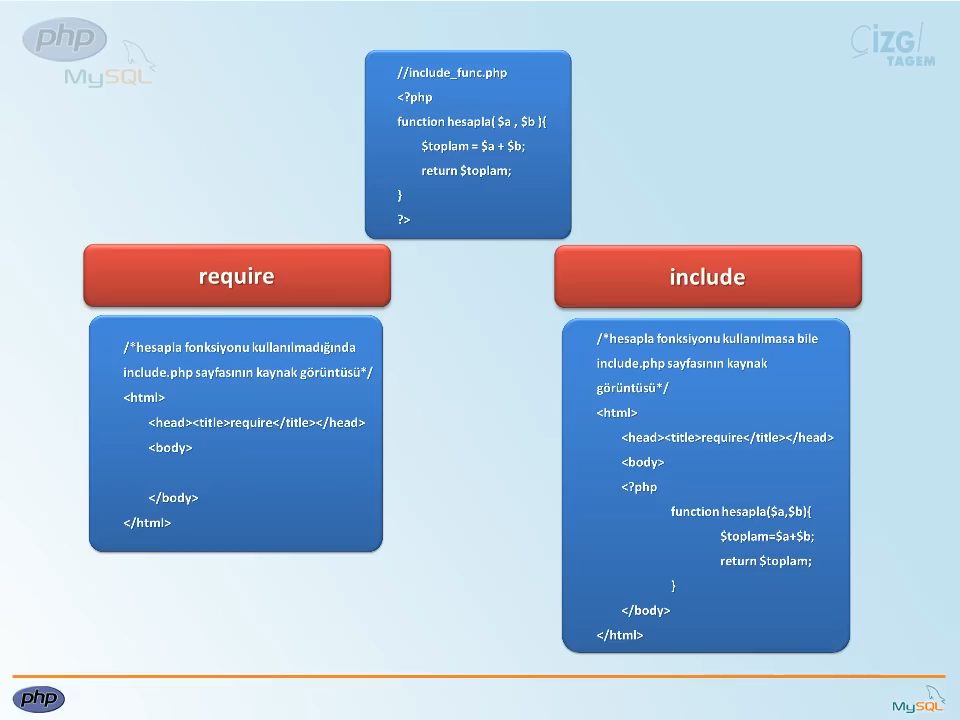 php
MySQL
ÇİZGİ
TAGEM
//include_func.php
<?php
function hesapla( $a , $b ){
$toplam = $a + $b;
return $toplam;
}
?>
require
include
/*hesapla fonksiyonu kullanılmadığında
include.php sayfasının kaynak görüntüsü*/
<html>
<head><title>require</title></head>
<body>
</body>
</html>
/*hesapla fonksiyonu kullanılmasa bile
include.php sayfasının kaynak
görüntüsü*/
<html>
<head><title>require</title></head>
<body>
<?php
function hesapla($a,$b){
$toplam=$a+$b;
return $toplam;
}
</body>
</html>
php
MySQL